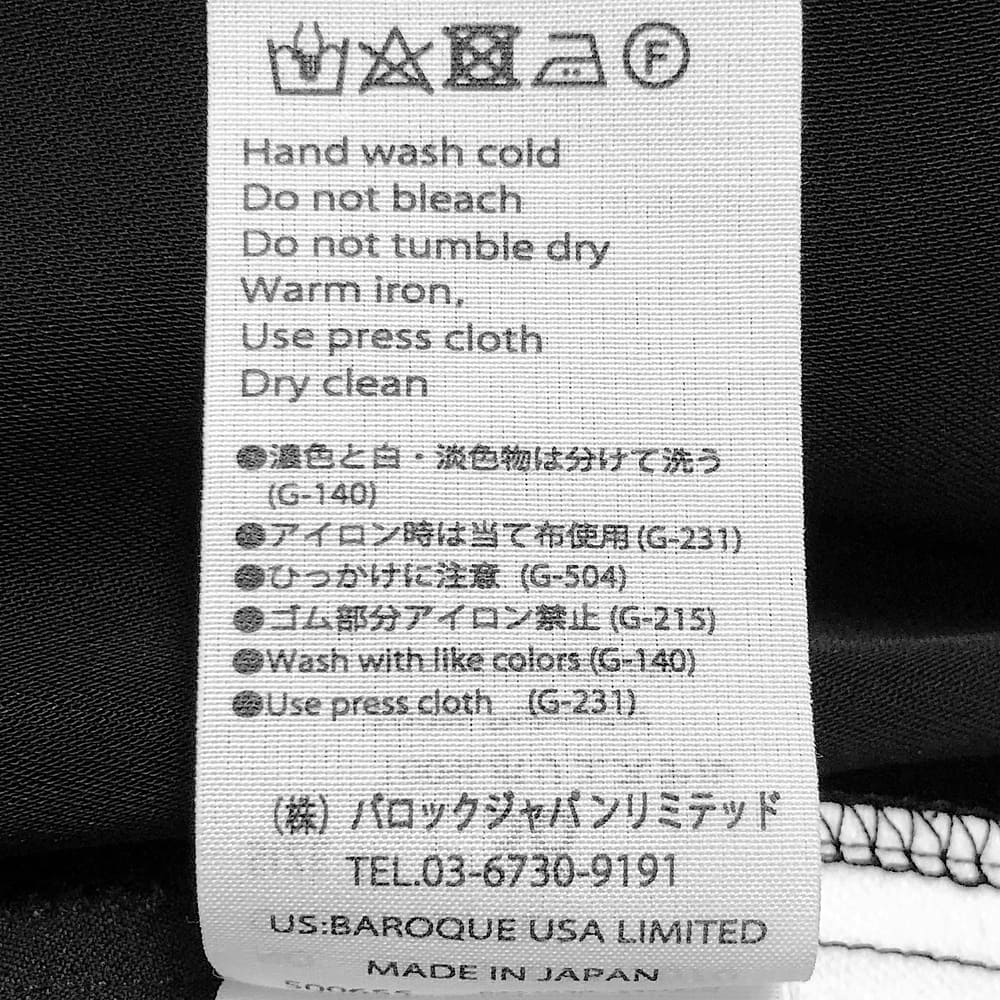 F
Hand wash cold
Do not bleach
Do not tumble dry
Warm iron,
Use press cloth
Dry clean
●濃色と白・淡色物は分けて洗う
(G-140)
●アイロン時は当て布使用 (G-231)
●ひっかけに注意 (G-504)
●ゴム部分アイロン禁止 (G-215)
●Wash with like colors (G-140)
●Use press cloth (G-231)
(株) バロックジャパンリミテッド
TEL.03-6730-9191
US:BAROQUE USA LIMITED
MADE IN JAPAN